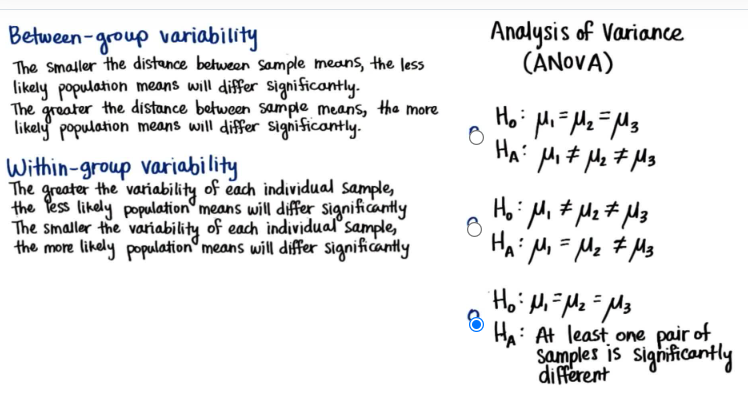 Between-group variability
The smaller the distance between sample means, the less
likely population means will differ significantly.
The greater the distance between sample means, the more
likely population means will differ significantly.
Within-group variability
The greater the variability of each individual sample,
the less likely population means will differ significantly
The smaller the variability of each individual sample,
the more likely population means will differ significantly
Analysis of Variance
(ANOVA)
H₀: μ₁ = μ₂ = μ₃
Hᴀ: μ₁ ≠ μ₂ ≠ μ₃
H₀: μ₁ ≠ μ₂ ≠ μ₃
Hᴀ: μ₁ = μ₂ ≠ μ₃
H₀: μ₁ = μ₂ = μ₃
Hᴀ: At least one pair of
samples is significantly
different